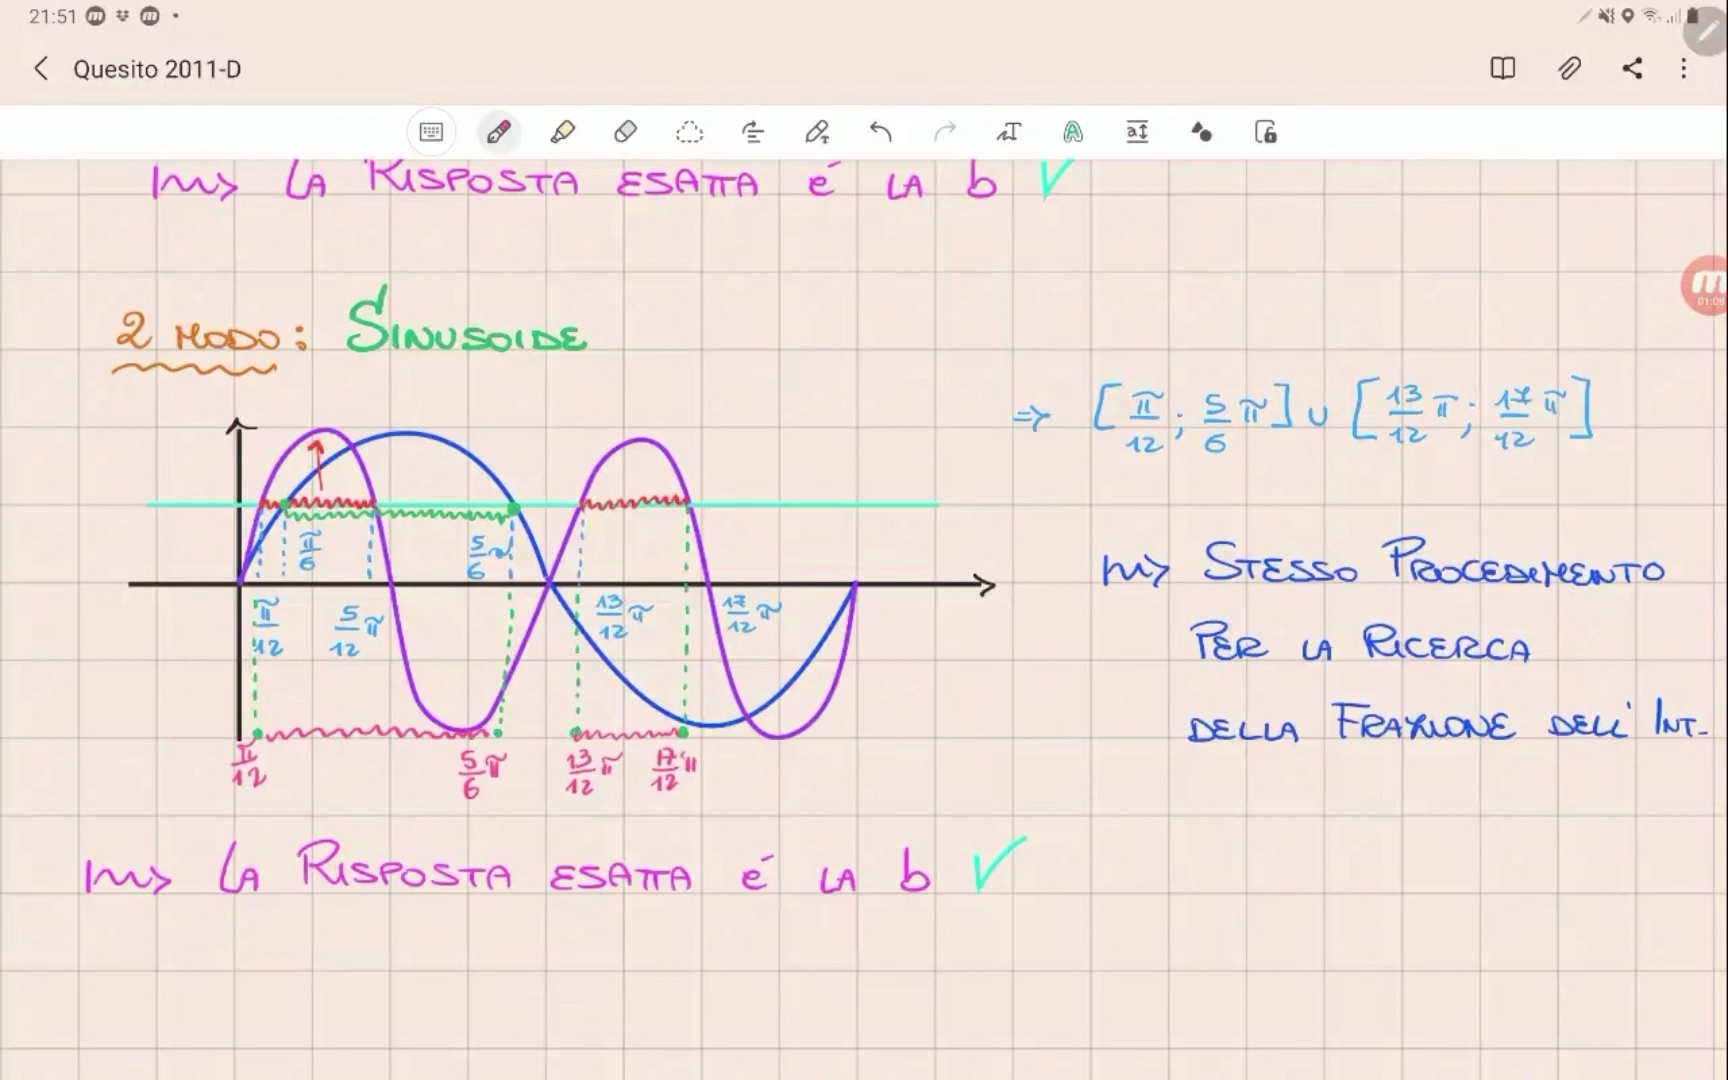 21:51
Quesito 2011-D
⇒ LA RISPOSTA ESATTA é LA b ✓
2 MODO: SINUSOIDE
⇒ [π/12; 5/6 π] ∪ [13/12 π; 17/12 π]
π/6 5/6 π
π/12 5/12 π 13/12 π 17/12 π
⇒ STESSO PROCEDIMENTO
PER LA RICERCA
DELLA FRAZIONE DELL' INT.
π/12 5/6 π 13/12 π 17/12 π
⇒ LA RISPOSTA ESATTA é LA b ✓
m
01:08